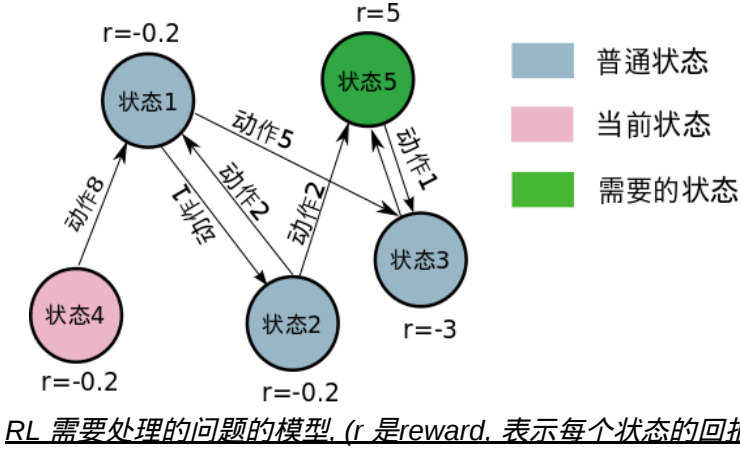 r=5
r=-0.2
状态1
状态5
普通状态
动作5
当前状态
动作1
动作8
动作1
动作2
动作2
需要的状态
状态3
状态4
状态2
r=-3
r=-0.2
r=-0.2
RL 需要处理的问题的模型, (r 是reward, 表示每个状态的回